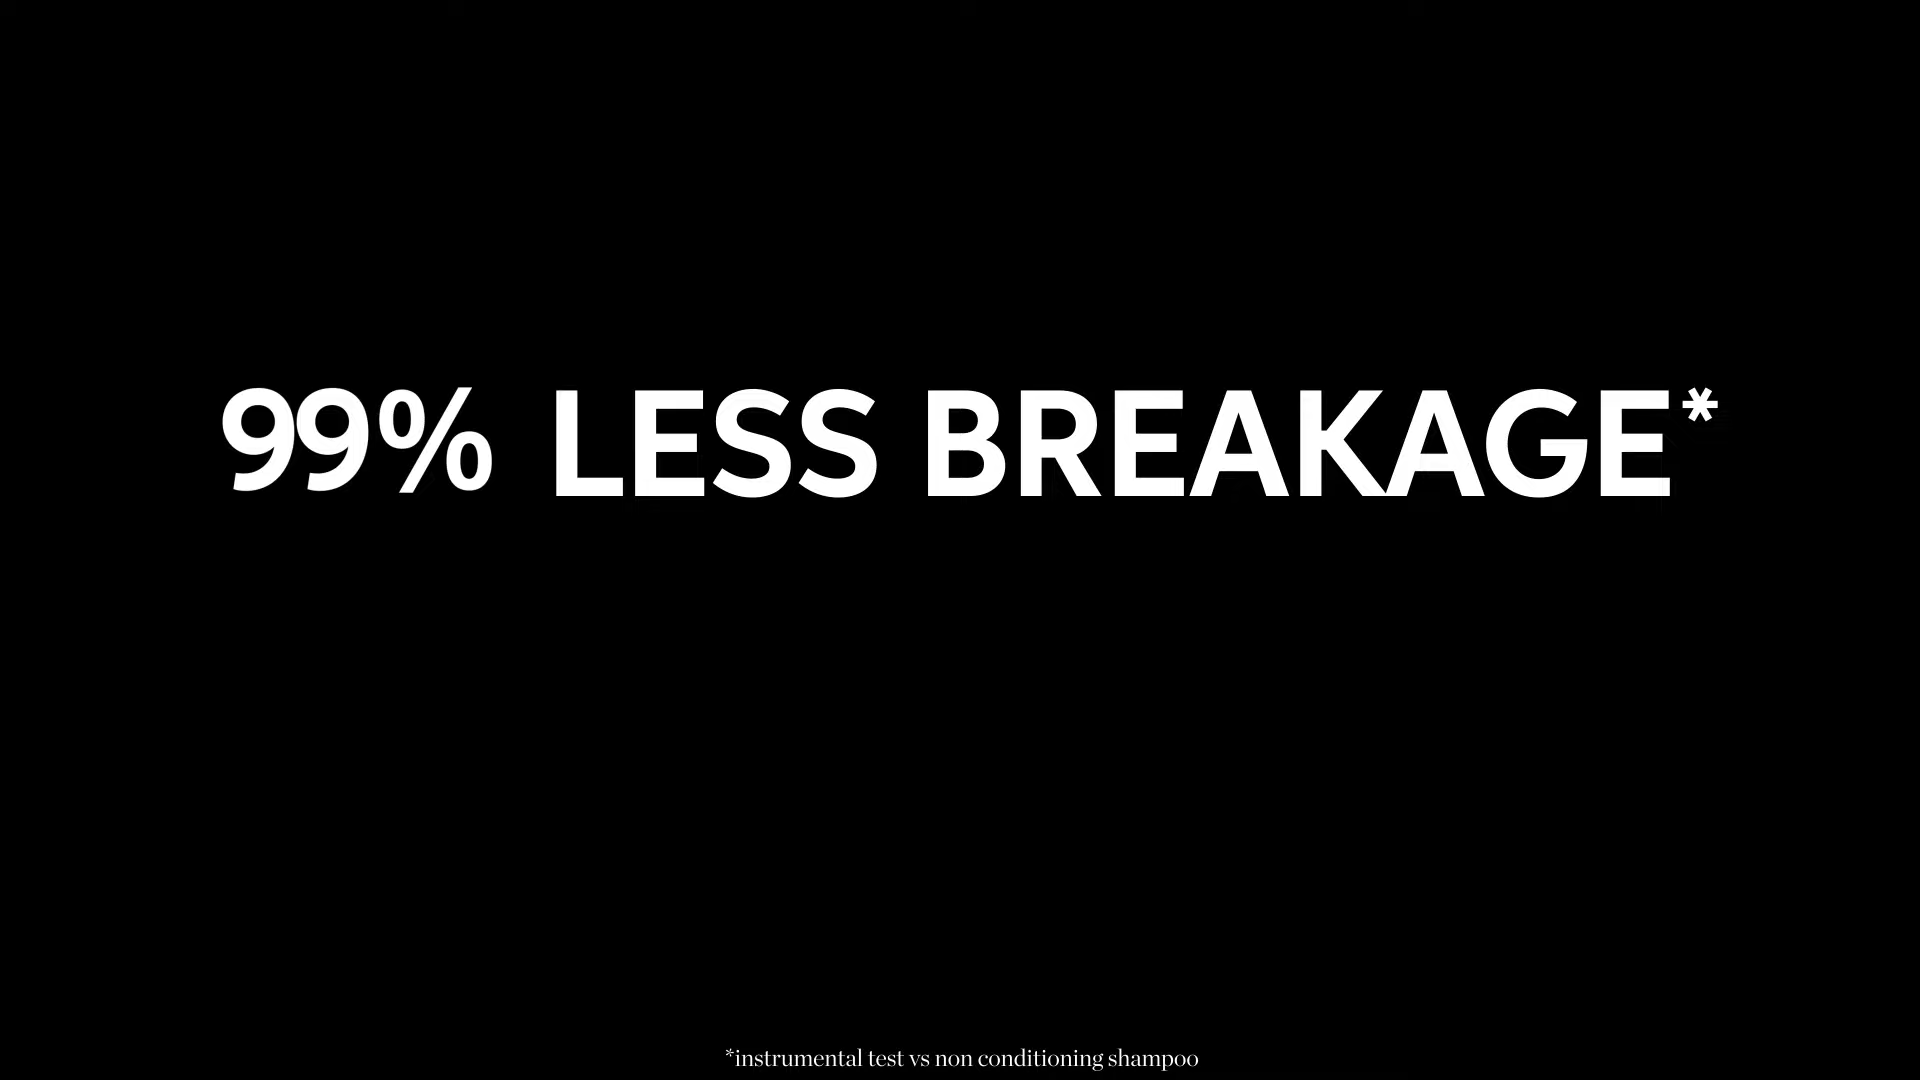 99% LESS BREAKAGE*
*instrumental test vs non conditioning shampoo